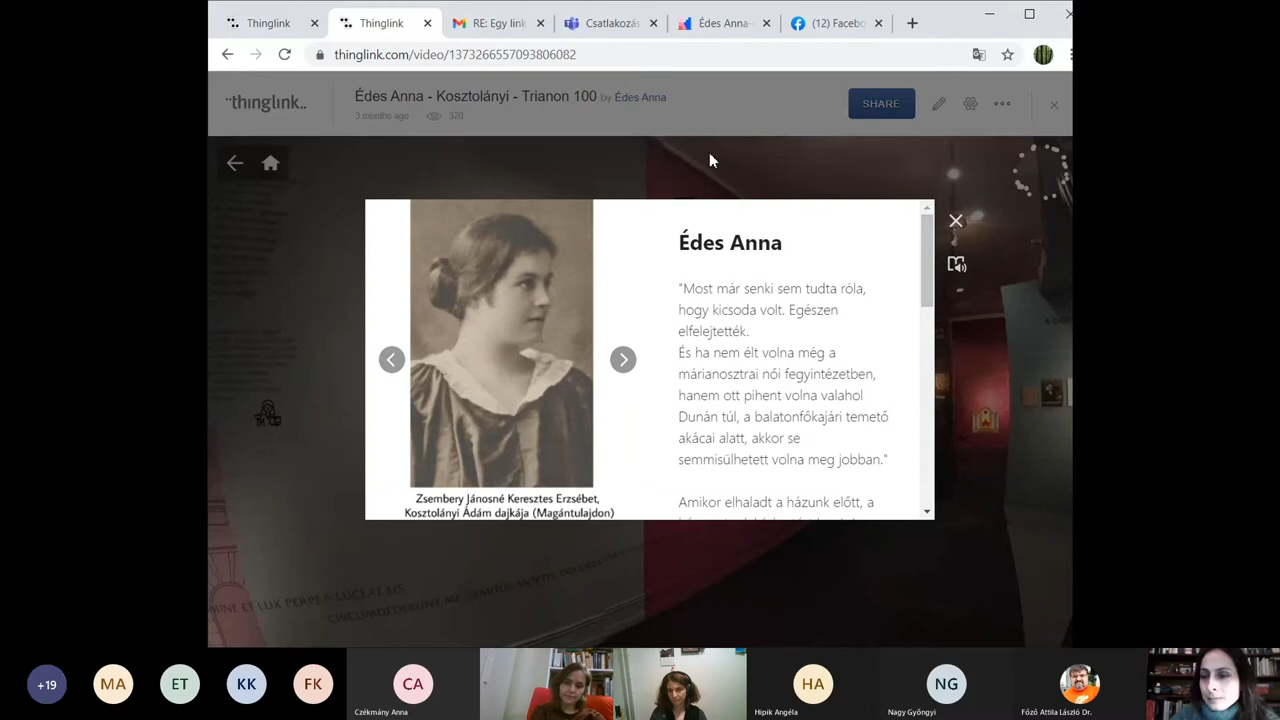 Thinglink
Thinglink
RE: Egy link
Csatlakozás
Édes Anna
(12) Facebo
thinglink.com/video/1373266557093806082
thinglink..
Édes Anna - Kosztolányi - Trianon 100 by Édes Anna
3 months ago 320
SHARE
Édes Anna
"Most már senki sem tudta róla,
hogy kicsoda volt. Egészen
elfelejtették.
És ha nem élt volna még a
márianosztrai női fegyintézetben,
hanem ott pihent volna valahol
Dunán túl, a balatonfőkajári temető
akácai alatt, akkor se
semmisülhetett volna meg jobban."
Amikor elhaladt a házunk előtt, a
Zsembery Jánosné Keresztes Erzsébet,
Kosztolányi Ádám dajkája (Magántulajdon)
ET LUX PERPETUA LUCEAT EIS
+19
MA
ET
KK
FK
CA
Czékmány Anna
HA
Hipik Angéla
NG
Nagy Gyöngyi
Főző Attila László Dr.